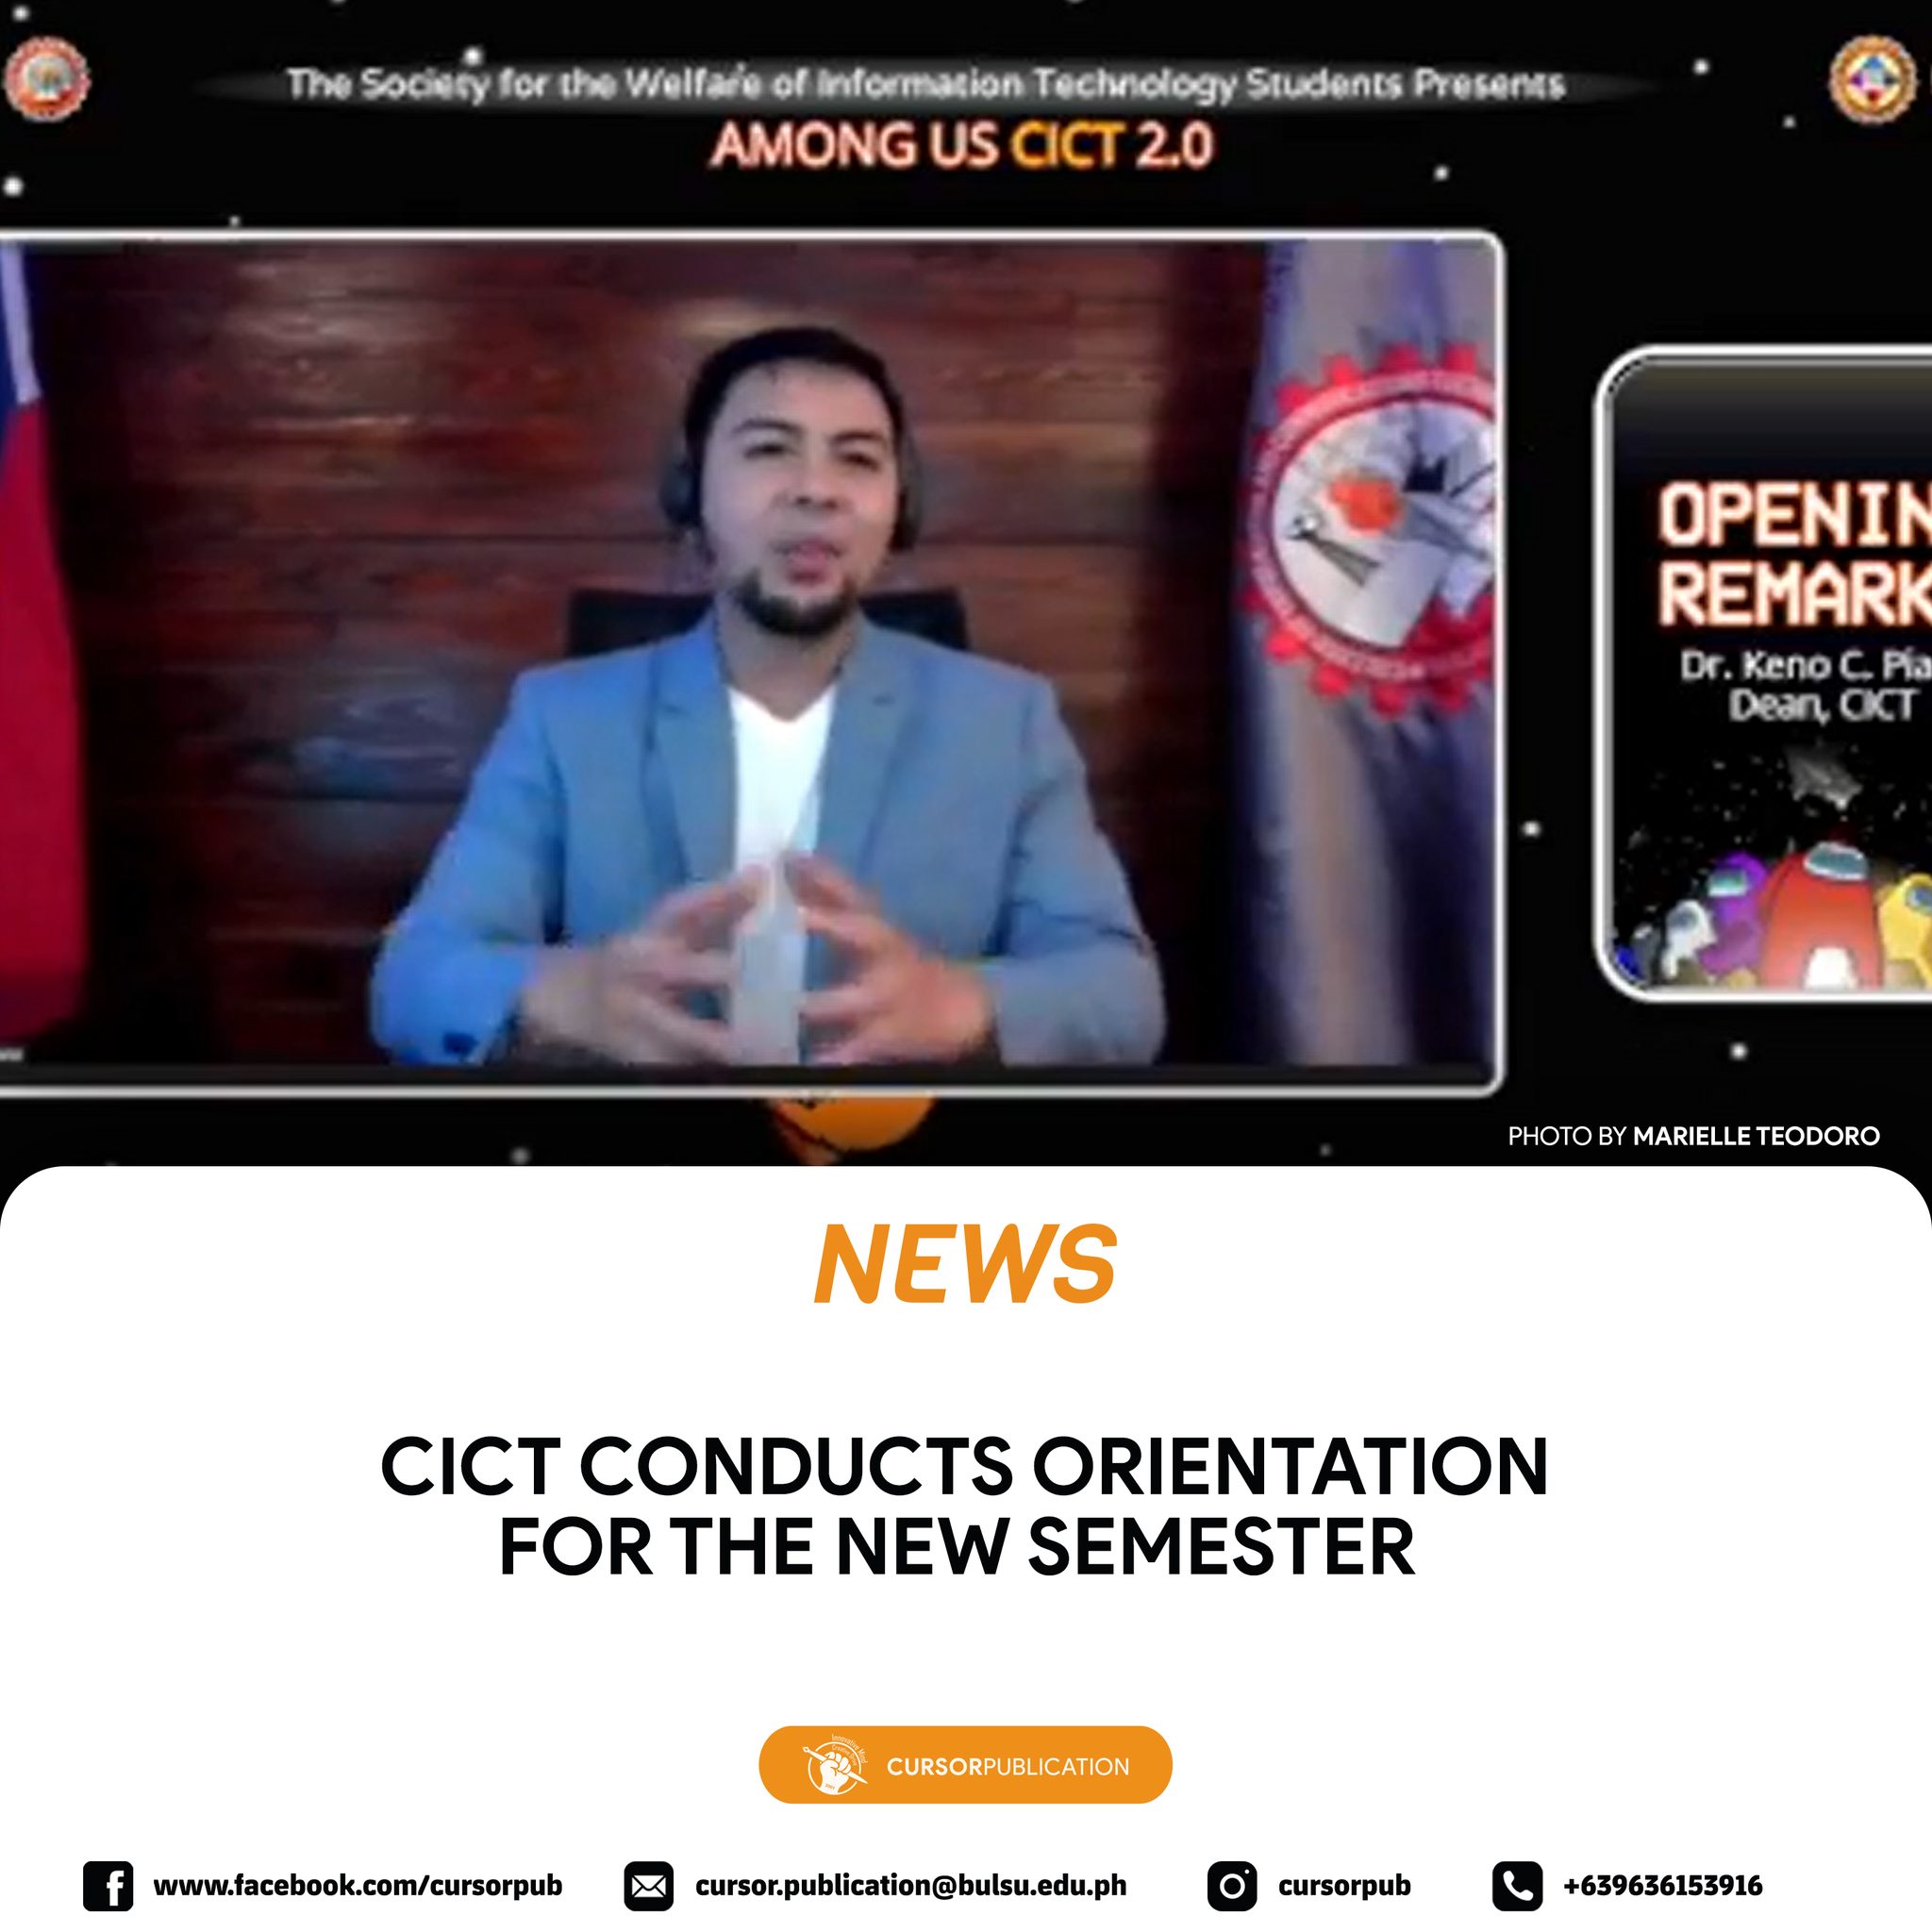 The Society for the Welfare of Information Technology Students Presents
AMONG US CICT 2.0
OPENIN
REMARK
Dr. Keno C. Pia
Dean, CICT
PHOTO BY MARIELLE TEODORO
NEWS
CICT CONDUCTS ORIENTATION
FOR THE NEW SEMESTER
CURSORPUBLICATION
www.facebook.com/cursorpub
cursor.publication@bulsu.edu.ph
cursorpub
+639636153916